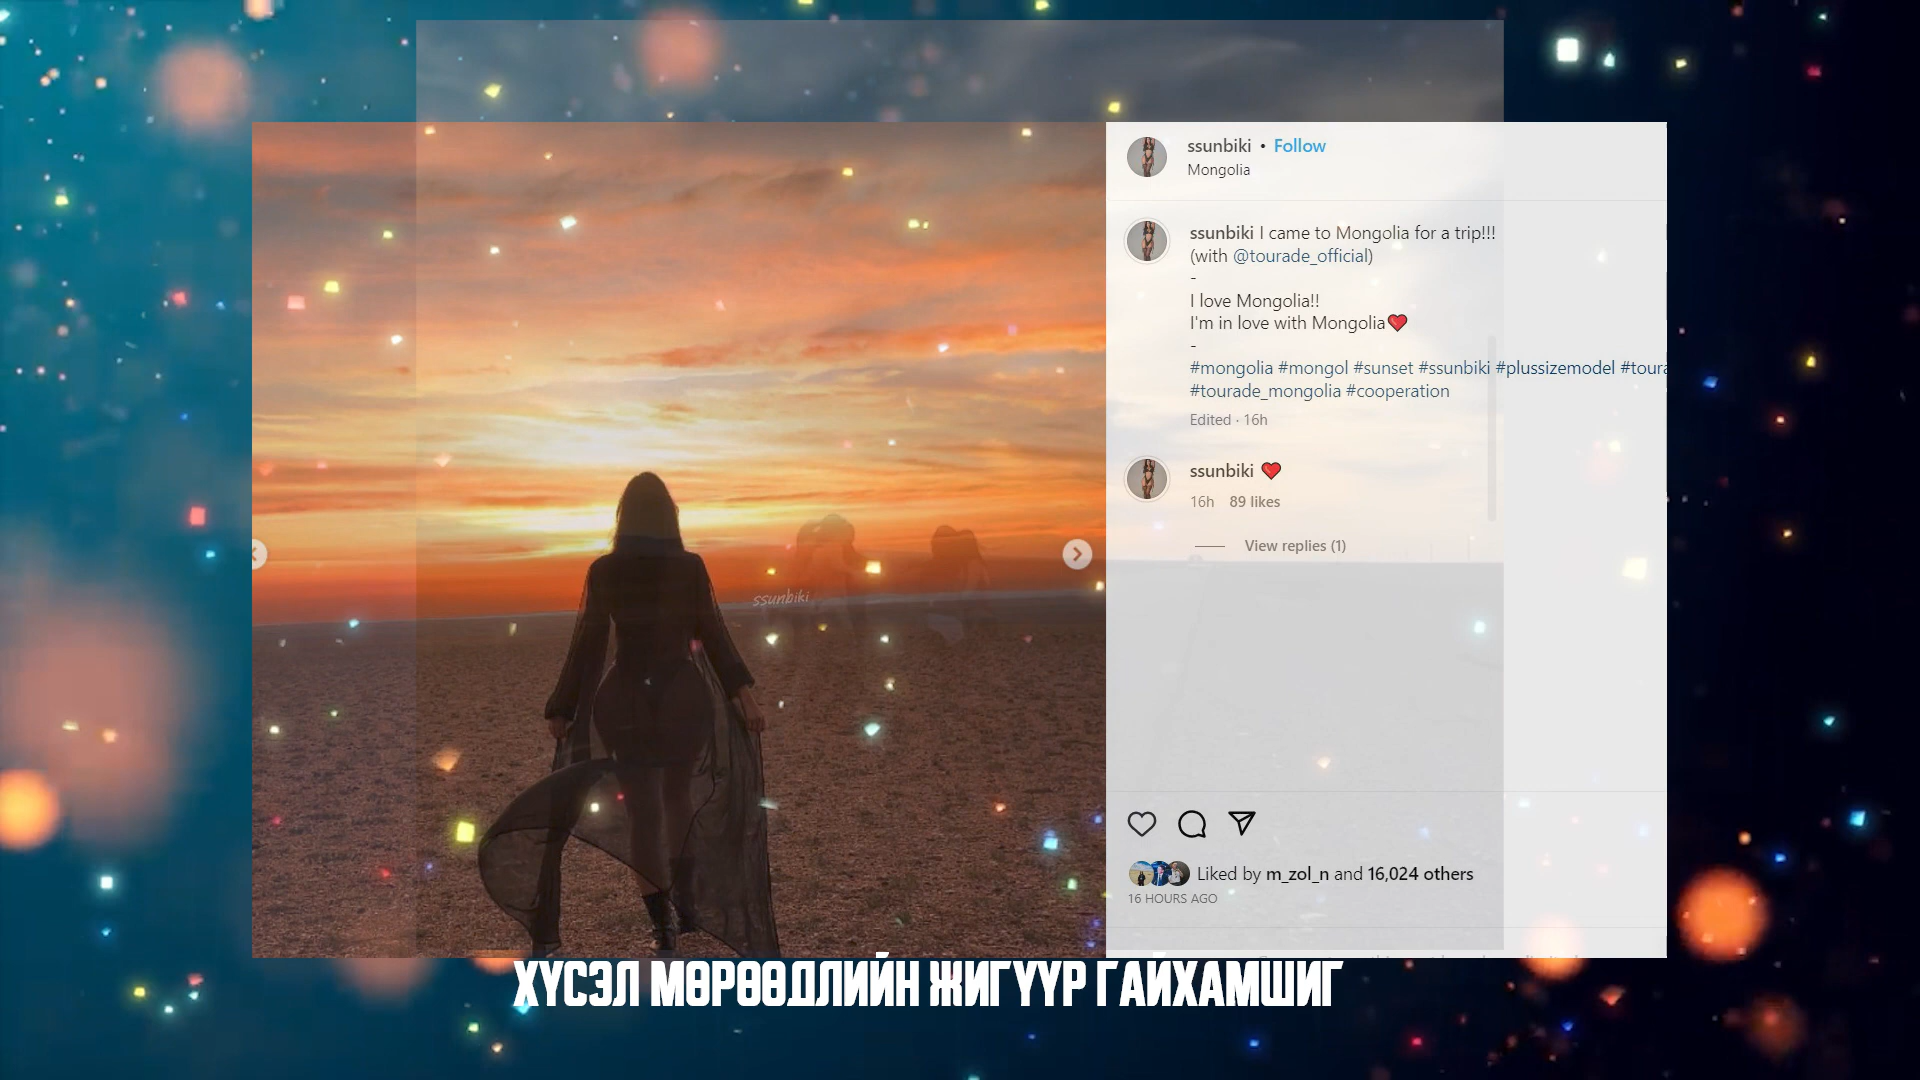 ssunbiki • Follow
Mongolia
ssunbiki I came to Mongolia for a trip!!!
(with @tourade_official)
-
I love Mongolia!!
I'm in love with Mongolia❤️
-
#mongolia #mongol #sunset #ssunbiki #plussizemodel
#tourade_mongolia #cooperation
Edited · 16h
ssunbiki ❤️
16h 89 likes
View replies (1)
ssunbiki
Liked by m_zol_n and 16,024 others
16 HOURS AGO
ХҮСЭЛ МӨРӨӨДЛИЙН ЖИГҮҮР ГАЙХАМШИГ